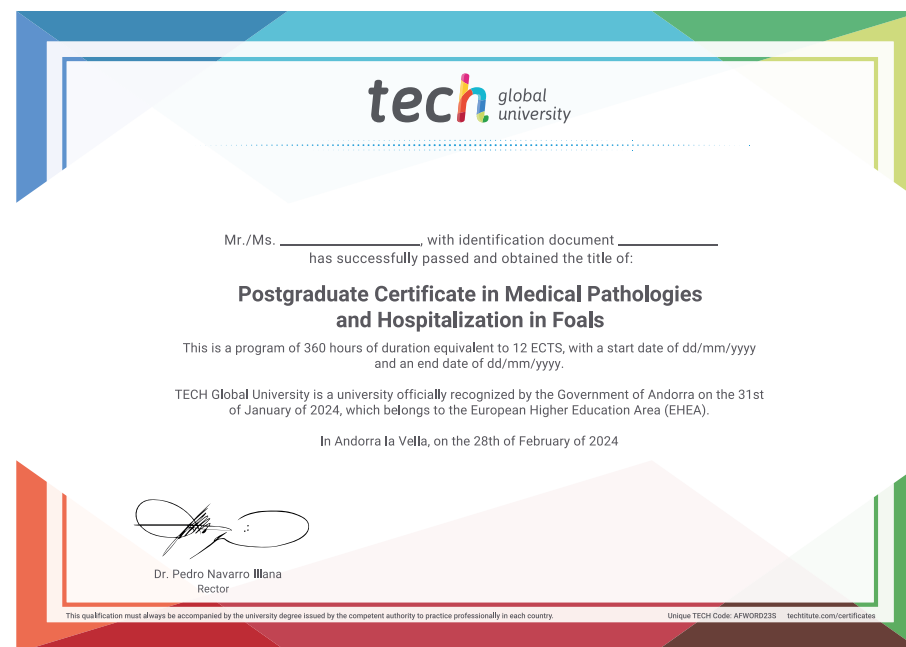 tech global university
Mr./Ms. ____________________, with identification document ______________
has successfully passed and obtained the title of:
Postgraduate Certificate in Medical Pathologies
and Hospitalization in Foals
This is a program of 360 hours of duration equivalent to 12 ECTS, with a start date of dd/mm/yyyy
and an end date of dd/mm/yyyy.
TECH Global University is a university officially recognized by the Government of Andorra on the 31st
of January of 2024, which belongs to the European Higher Education Area (EHEA).
In Andorra la Vella, on the 28th of February of 2024
Dr. Pedro Navarro Illana
Rector
This qualification must always be accompanied by the university degree issued by the competent authority to practice professionally in each country.
Unique TECH Code: AFWORD23S techtitute.com/certificates